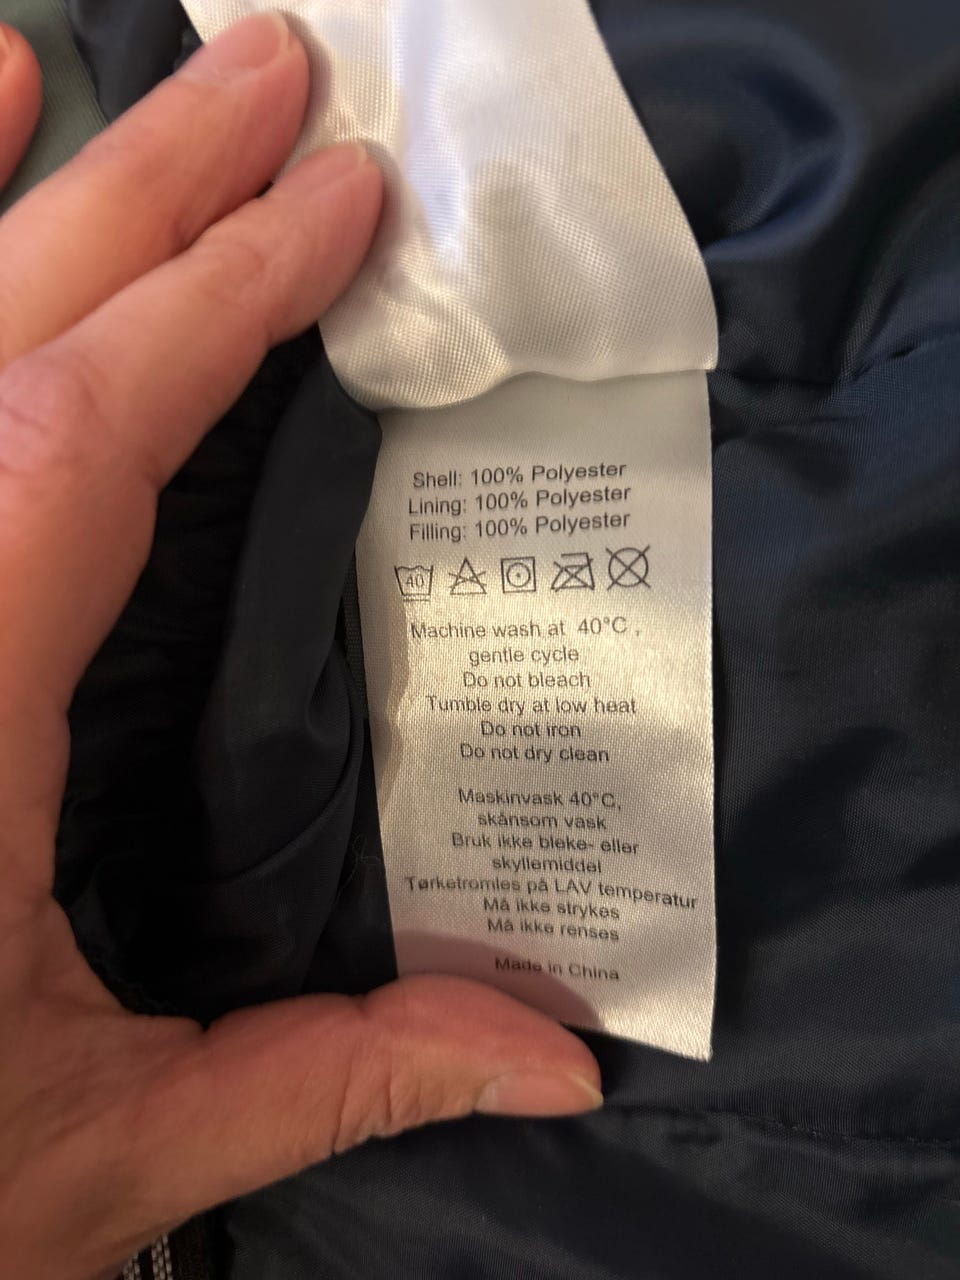 Shell: 100% Polyester
Lining: 100% Polyester
Filling: 100% Polyester
40
Machine wash at 40°C ,
gentle cycle
Do not bleach
Tumble dry at low heat
Do not iron
Do not dry clean
Maskinvask 40°C,
skånsom vask
Bruk ikke bleke- eller
skyllemiddel
Tørketromles på LAV temperatur
Må ikke strykes
Må ikke renses
Made in China